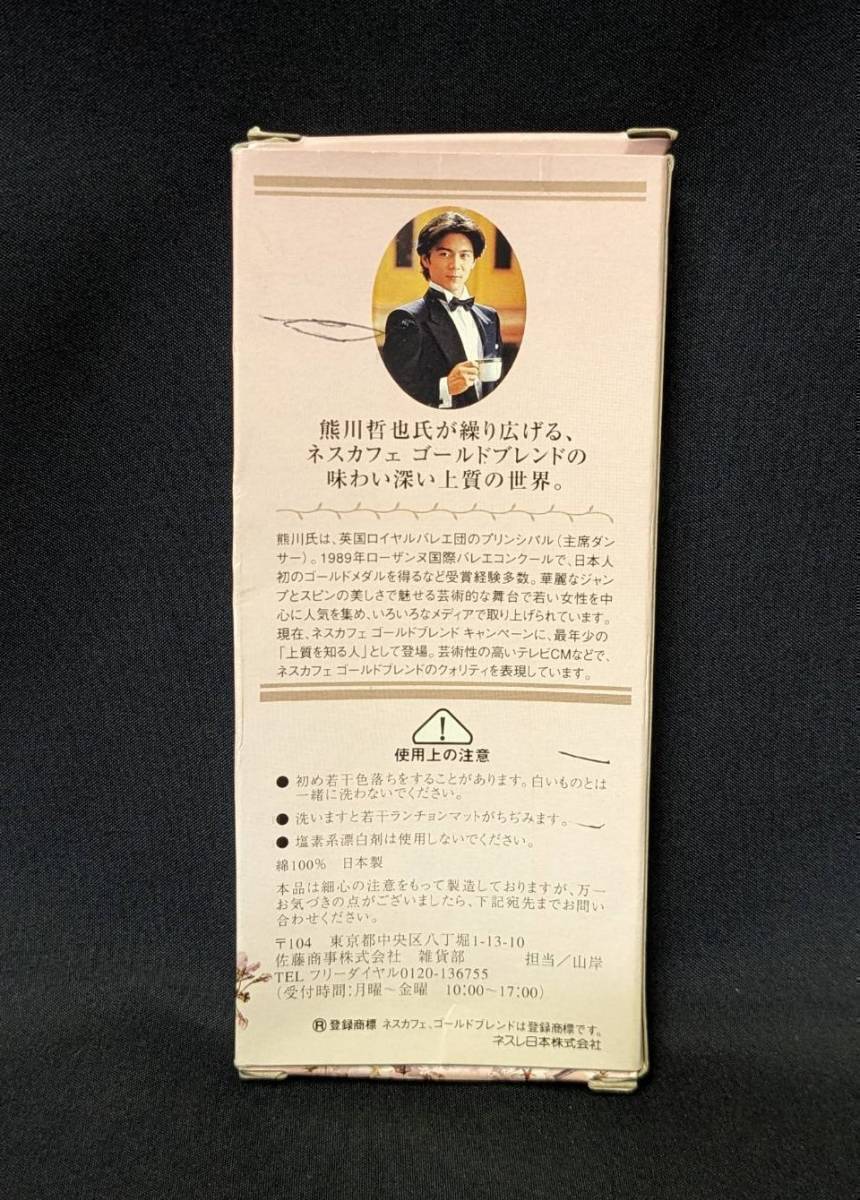 熊川哲也氏が繰り広げる、
ネスカフェ ゴールドブレンドの
味わい深い上質の世界。
熊川氏は、英国ロイヤルバレエ団のプリンシパル(主席ダン
サー)。1989年ローザンヌ国際バレエコンクールで、日本人
初のゴールドメダルを得るなど受賞経験多数。華麗なジャン
プとスピンの美しさで魅せる芸術的な舞台で若い女性を中
心に人気を集め、いろいろなメディアで取り上げられています。
現在、ネスカフェ ゴールドブレンド キャンペーンに、最年少の
「上質を知る人」として登場。芸術性の高いテレビCMなどで、
ネスカフェ ゴールドブレンドのクォリティを表現しています。
!
使用上の注意
● 初め若干色落ちをすることがあります。白いものとは
一緒に洗わないでください。
● 洗いますと若干ランチョンマットがちぢみます。
● 塩素系漂白剤は使用しないでください。
綿100% 日本製
本品は細心の注意をもって製造しておりますが、万一
お気づきの点がございましたら、下記宛先までお問い
合わせください。
〒104 東京都中央区八丁堀1-13-10
佐藤商事株式会社 雑貨部 担当/山岸
TEL フリーダイヤル0120-136755
(受付時間:月曜~金曜 10:00~17:00)
®登録商標 ネスカフェ、ゴールドブレンドは登録商標です。
ネスレ日本株式会社